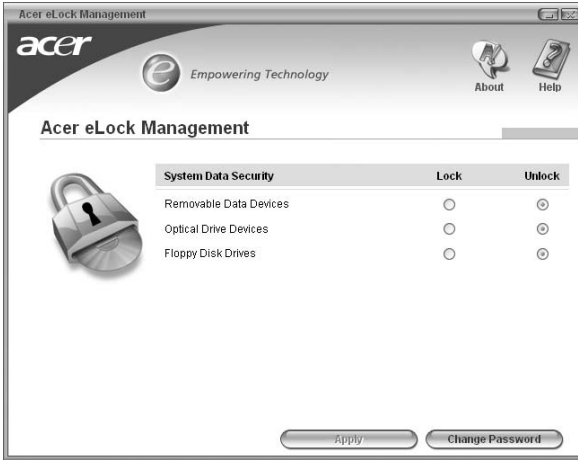 Acer eLock Management
acer
e Empowering Technology
About Help
Acer eLock Management
System Data Security Lock Unlock
Removable Data Devices
Optical Drive Devices
Floppy Disk Drives
Apply Change Password